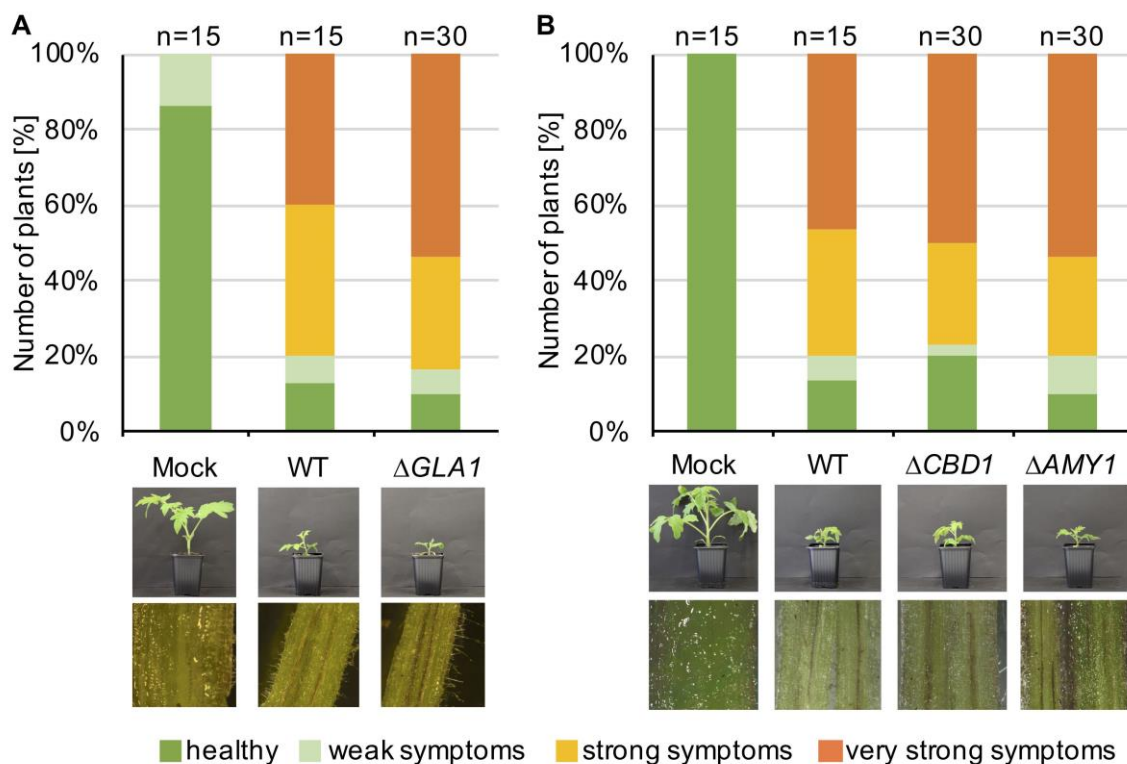 A
n=15 n=15 n=30
100%
80%
60%
40%
20%
0%
Number of plants [%]
Mock WT ΔGLA1
B
n=15 n=15 n=30 n=30
100%
80%
60%
40%
20%
0%
Number of plants [%]
Mock WT ΔCBD1 ΔAMY1
healthy weak symptoms strong symptoms very strong symptoms